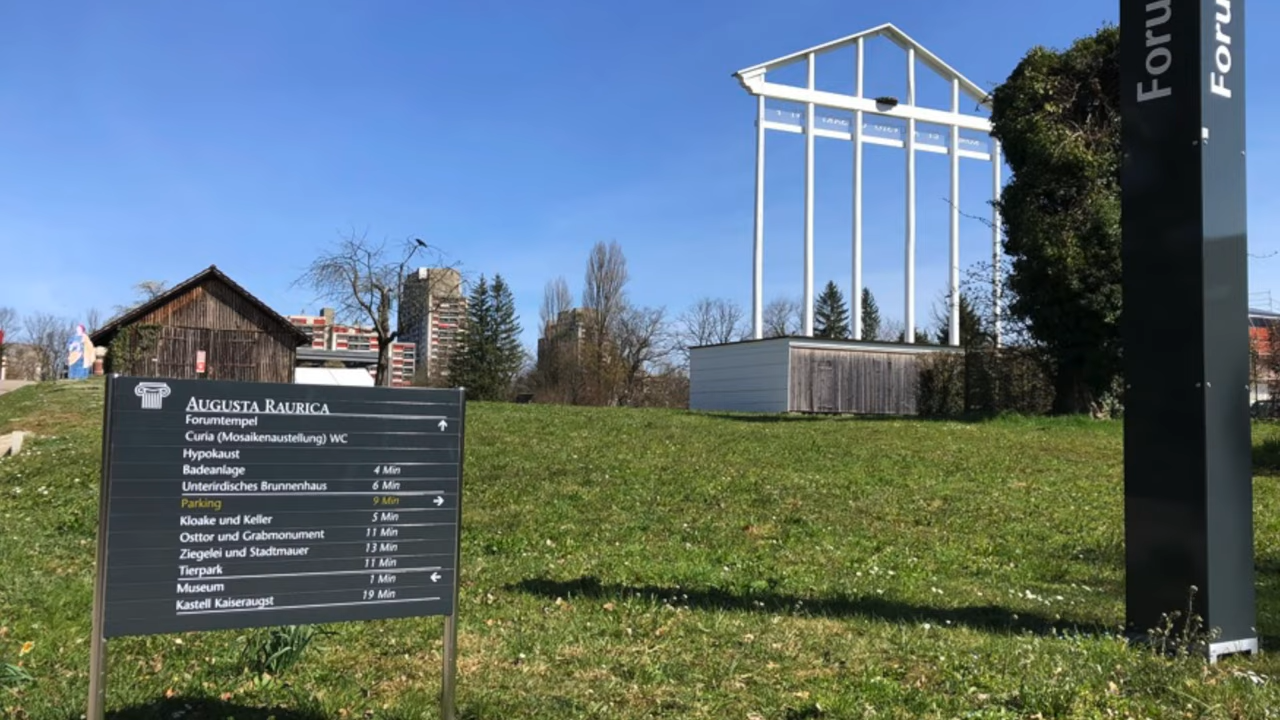 AUGUSTA RAURICA
Forumtempel
Curia (Mosaikenaustellung) WC
Hypokaust
Badeanlage 4 Min
Unterirdisches Brunnenhaus 6 Min
Parking 9 Min
Kloake und Keller 5 Min
Osttor und Grabmonument 11 Min
Ziegelei und Stadtmauer 13 Min
Tierpark 11 Min
Museum 1 Min
Kastell Kaiseraugst 19 Min
Foru
Foru